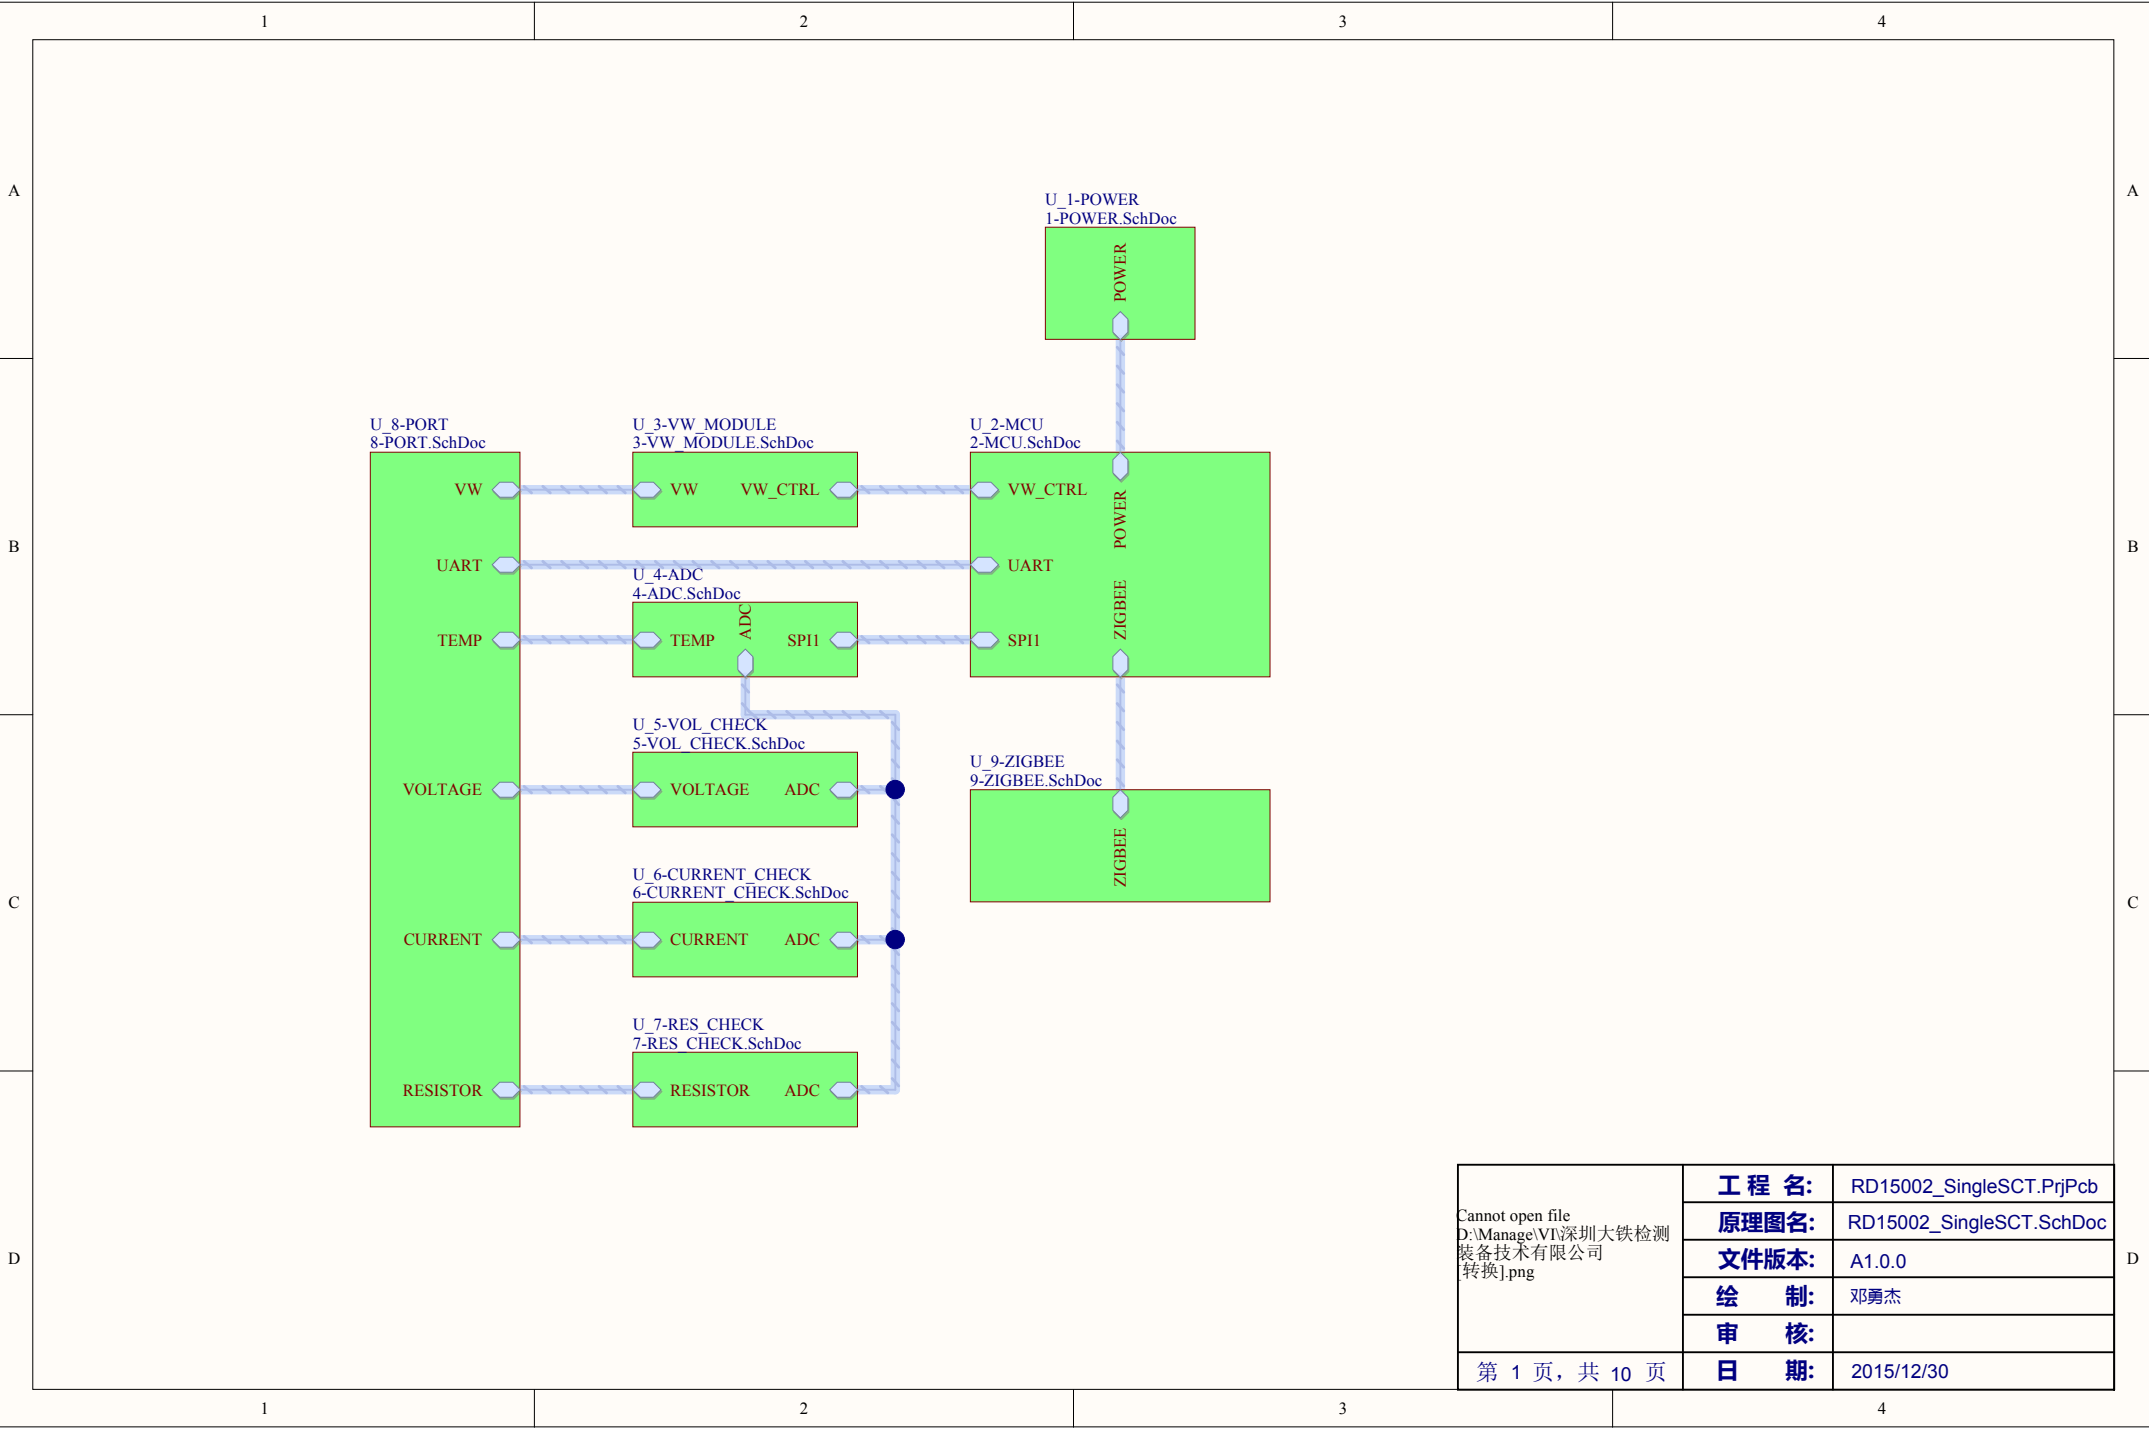 1 2 3 4
A A
U_1-POWER
1-POWER.SchDoc
POWER
U_8-PORT
8-PORT.SchDoc
VW
UART
TEMP
VOLTAGE
CURRENT
RESISTOR
U_3-VW_MODULE
3-VW_MODULE.SchDoc
VW VW_CTRL
U_4-ADC
4-ADC.SchDoc
TEMP ADC SPI1
U_5-VOL_CHECK
5-VOL_CHECK.SchDoc
VOLTAGE ADC
U_6-CURRENT_CHECK
6-CURRENT_CHECK.SchDoc
CURRENT ADC
U_7-RES_CHECK
7-RES_CHECK.SchDoc
RESISTOR ADC
U_2-MCU
2-MCU.SchDoc
VW_CTRL
POWER
UART
ZIGBEE
SPI1
U_9-ZIGBEE
9-ZIGBEE.SchDoc
ZIGBEE
B B
C C
D D
Cannot open file
D:\Manage\VI\深圳大铁检测
装备技术有限公司
[转换].png
工 程 名: RD15002_SingleSCT.PrjPcb
原理图名: RD15002_SingleSCT.SchDoc
文件版本: A1.0.0
绘 制: 邓勇杰
审 核:
第 1 页，共 10 页
日 期: 2015/12/30
1 2 3 4